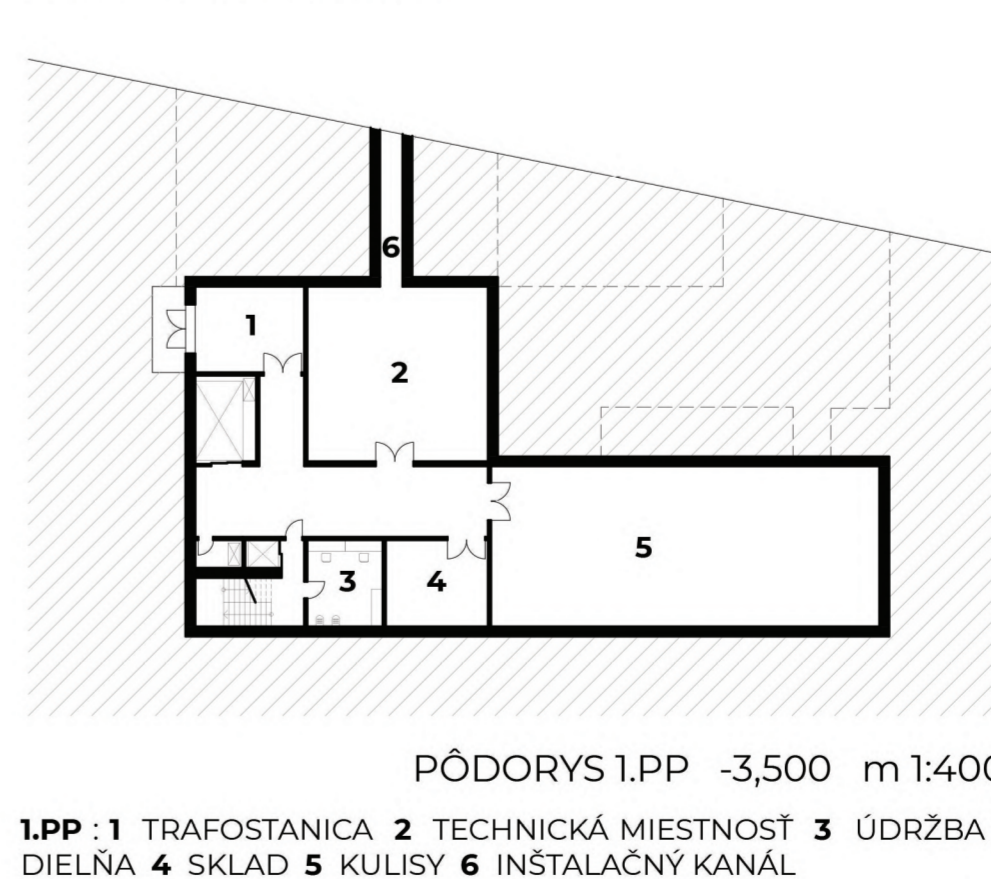 6
1
2
5
3
4
PÔDORYS 1.PP -3,500 m 1:400
1.PP : 1 TRAFOSTANICA 2 TECHNICKÁ MIESTNOSŤ 3 ÚDRŽBA
DIELŇA 4 SKLAD 5 KULISY 6 INŠTALAČNÝ KANÁL